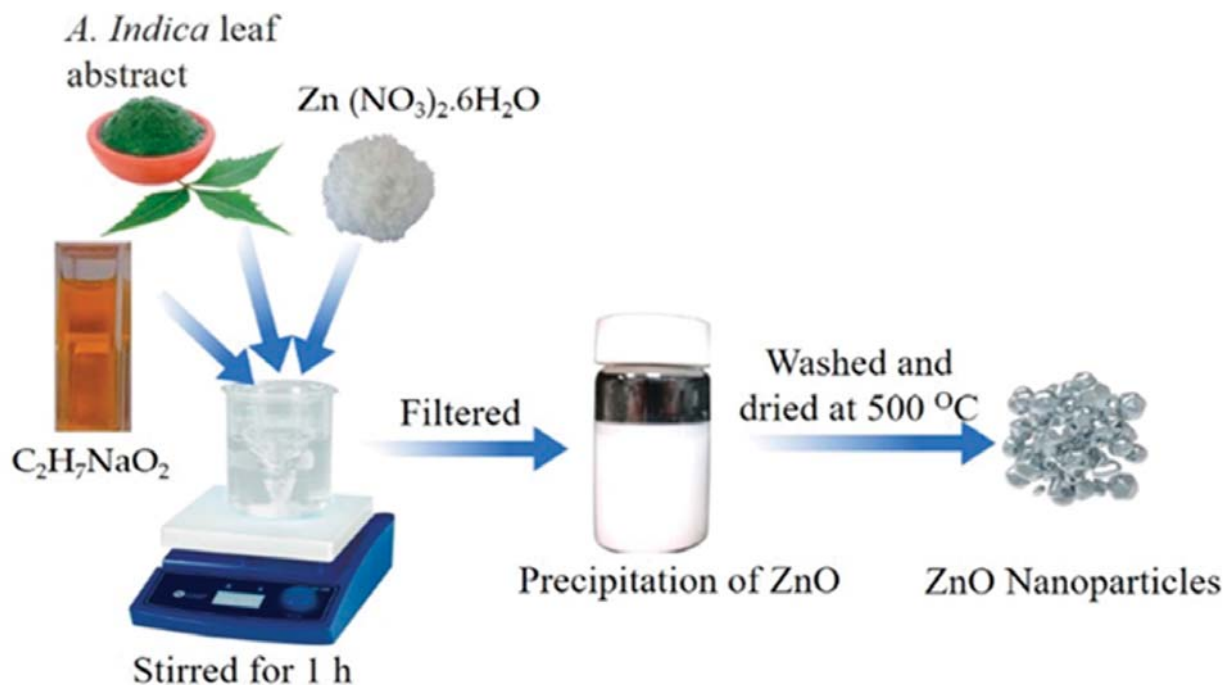 A. Indica leaf
abstract
Zn (NO₃)₂.6H₂O
C₂H₇NaO₂
Stirred for 1 h
Filtered
Precipitation of ZnO
Washed and
dried at 500 ᴼC
ZnO Nanoparticles